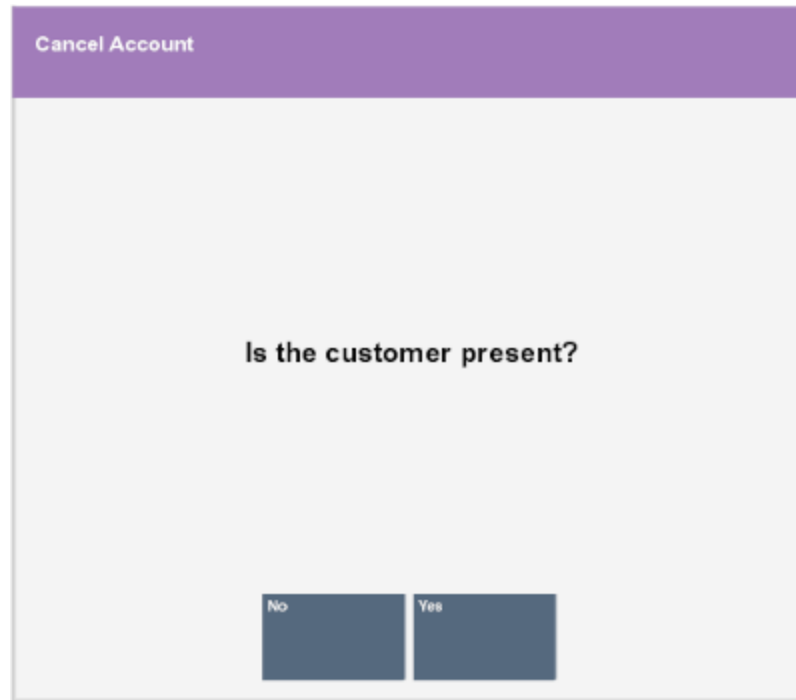 Cancel Account
Is the customer present?
No
Yes